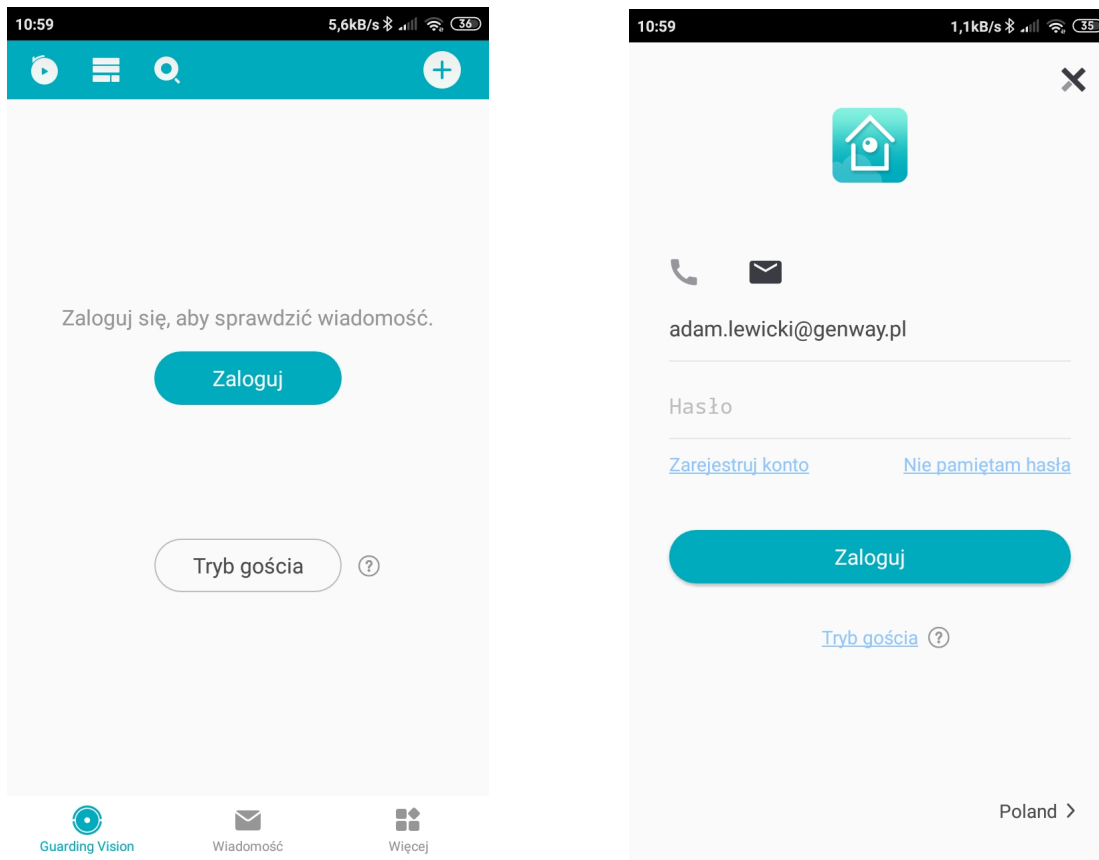 10:59
5,6kB/s
36
Zaloguj się, aby sprawdzić wiadomość.
Zaloguj
Tryb gościa
?
Guarding Vision
Wiadomość
Więcej
10:59
1,1kB/s
35
adam.lewicki@genway.pl
Hasło
Zarejestruj konto
Nie pamiętam hasła
Zaloguj
Tryb gościa
?
Poland